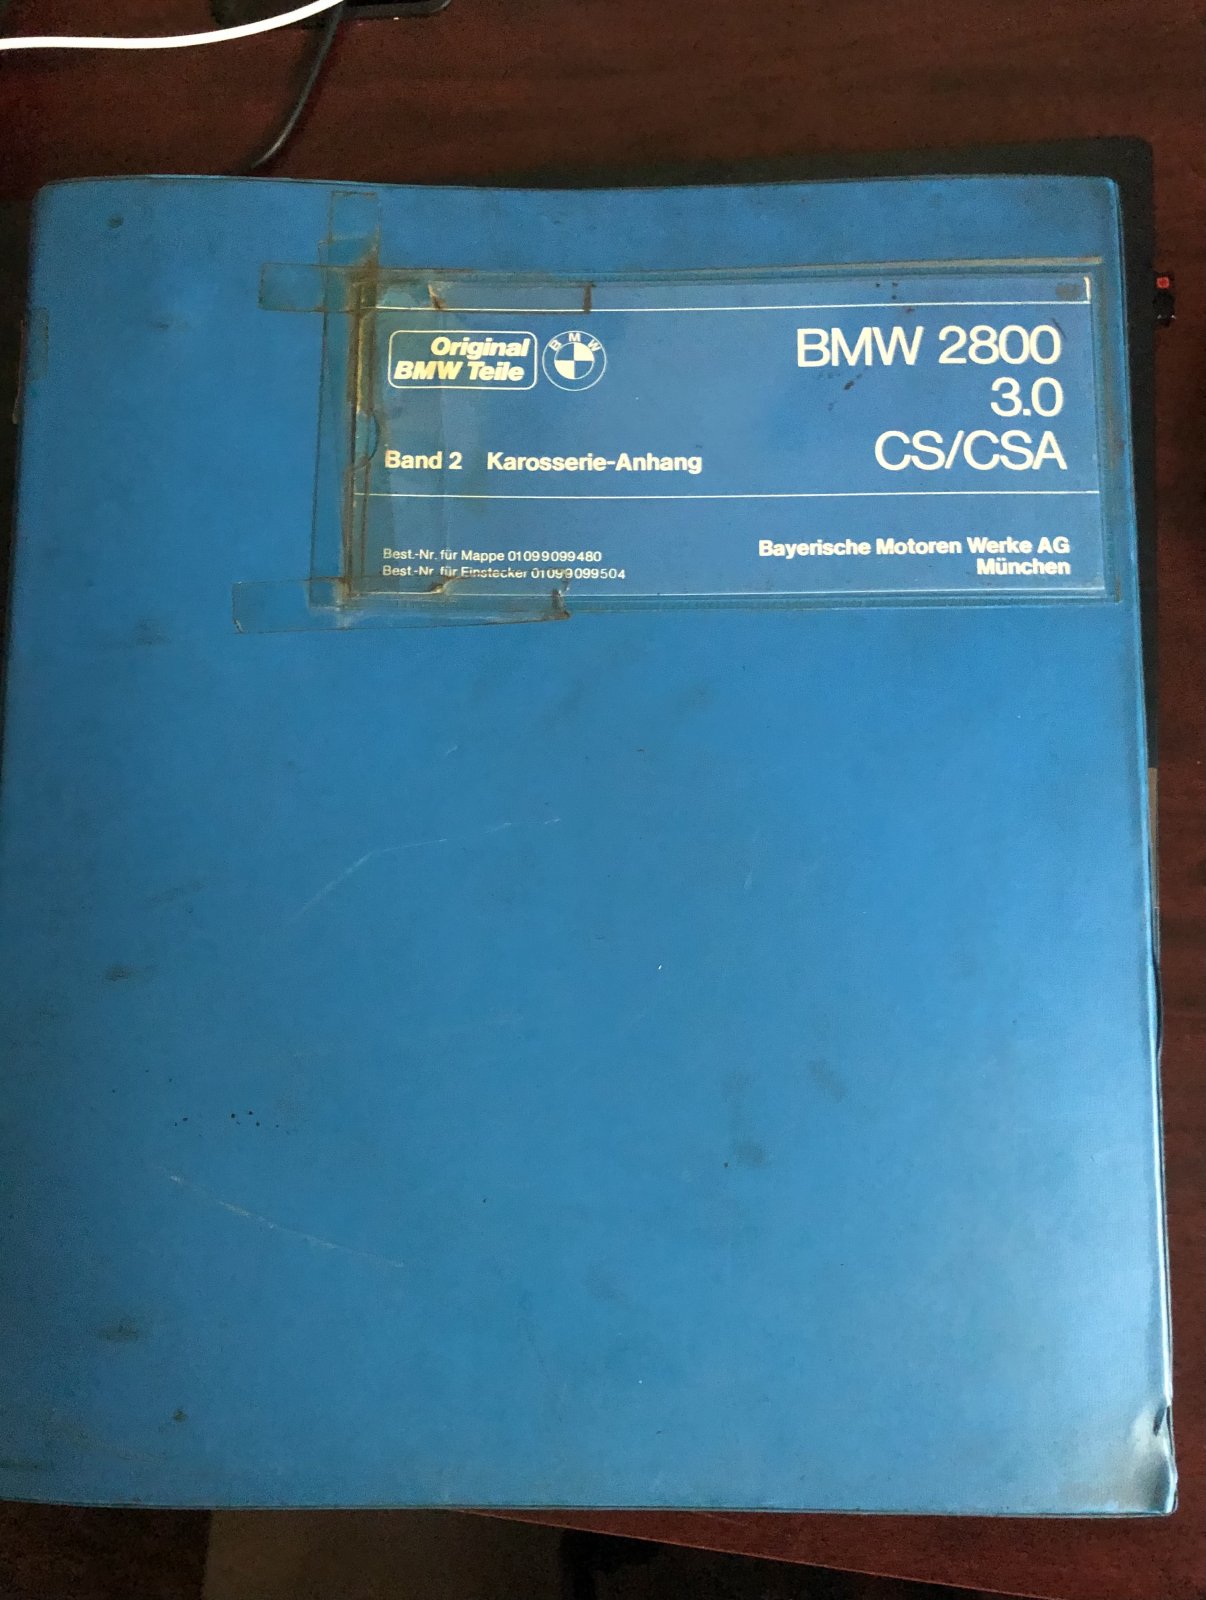 Original
BMW Teile
BMW
BMW 2800
3.0
CS/CSA
Band 2 Karosserie-Anhang
Best.-Nr. für Mappe 01099099480
Best.-Nr. für Einstecker 01099099504
Bayerische Motoren Werke AG
München